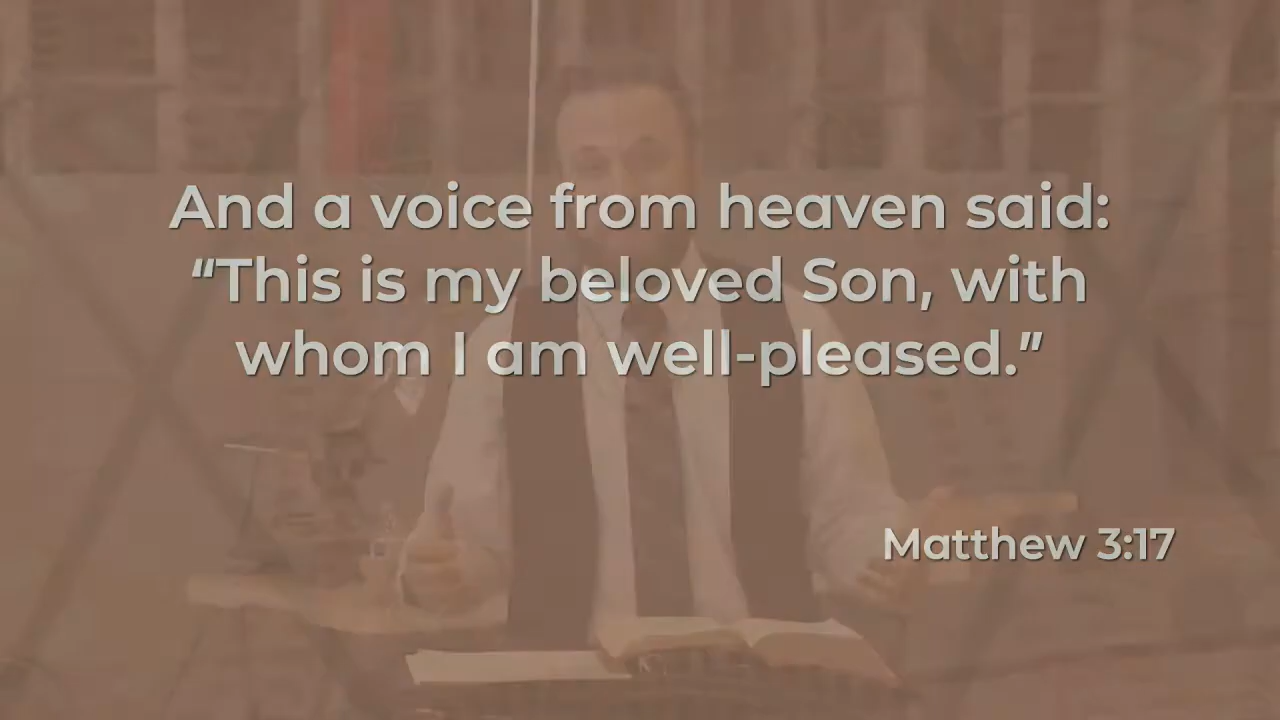 And a voice from heaven said:
“This is my beloved Son, with
whom I am well-pleased.”
Matthew 3:17